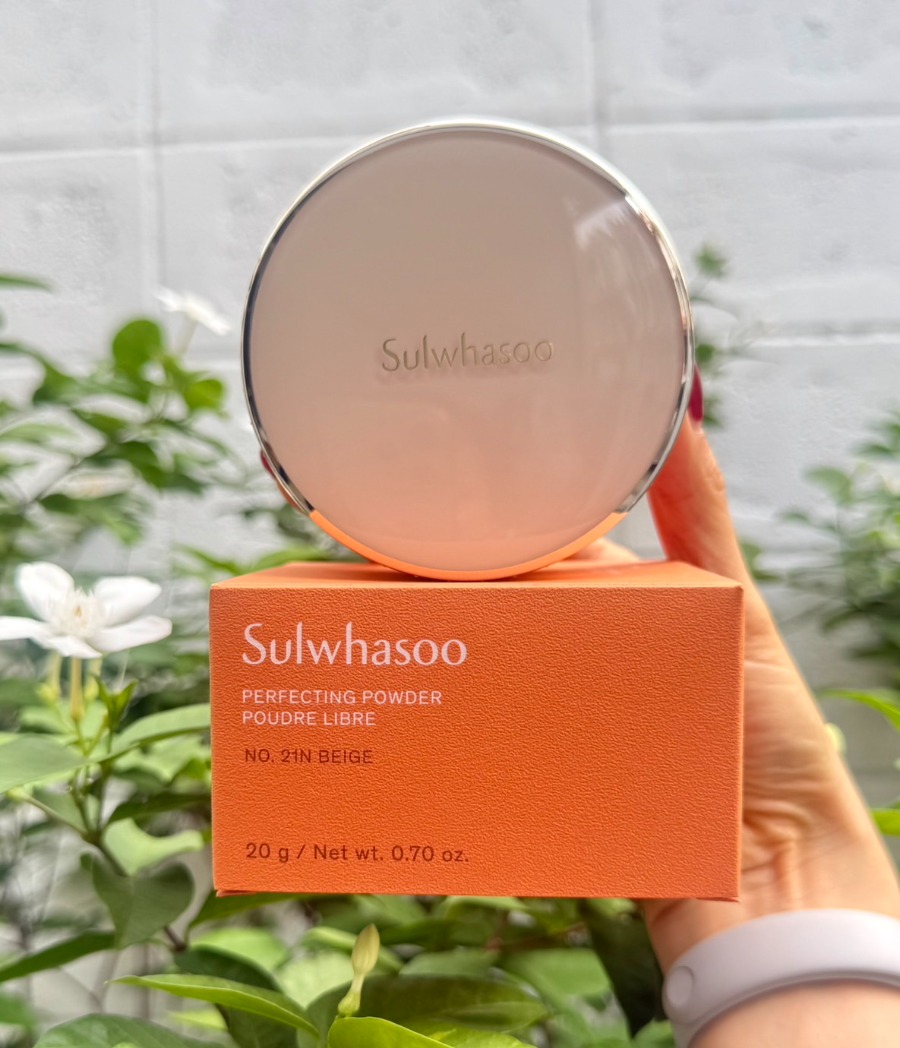 Sulwhasoo
Sulwhasoo
PERFECTING POWDER
POUDRE LIBRE
NO. 21N BEIGE
20 g / Net wt. 0.70 oz.